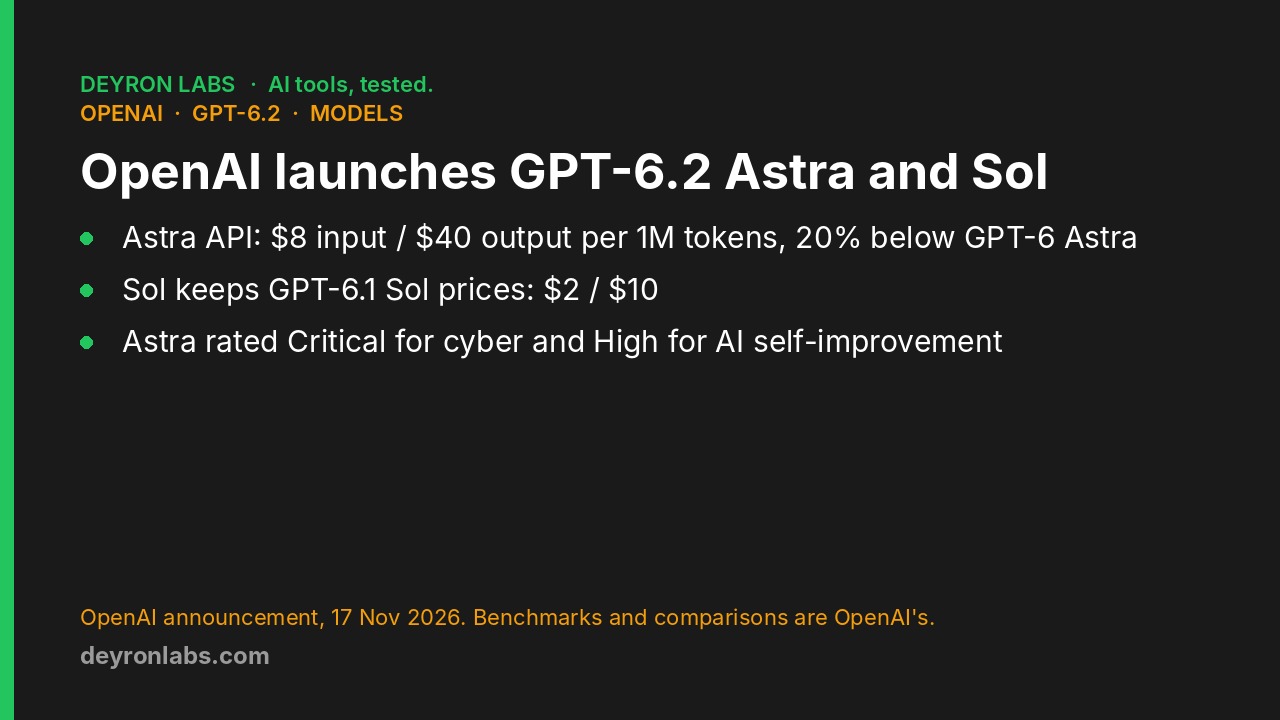 DEYRON LABS · AI tools, tested.
OPENAI · GPT-6.2 · MODELS
OpenAI launches GPT-6.2 Astra and Sol
• Astra API: $8 input / $40 output per 1M tokens, 20% below GPT-6 Astra
• Sol keeps GPT-6.1 Sol prices: $2 / $10
• Astra rated Critical for cyber and High for AI self-improvement
OpenAI announcement, 17 Nov 2026. Benchmarks and comparisons are OpenAI's.
deyronlabs.com